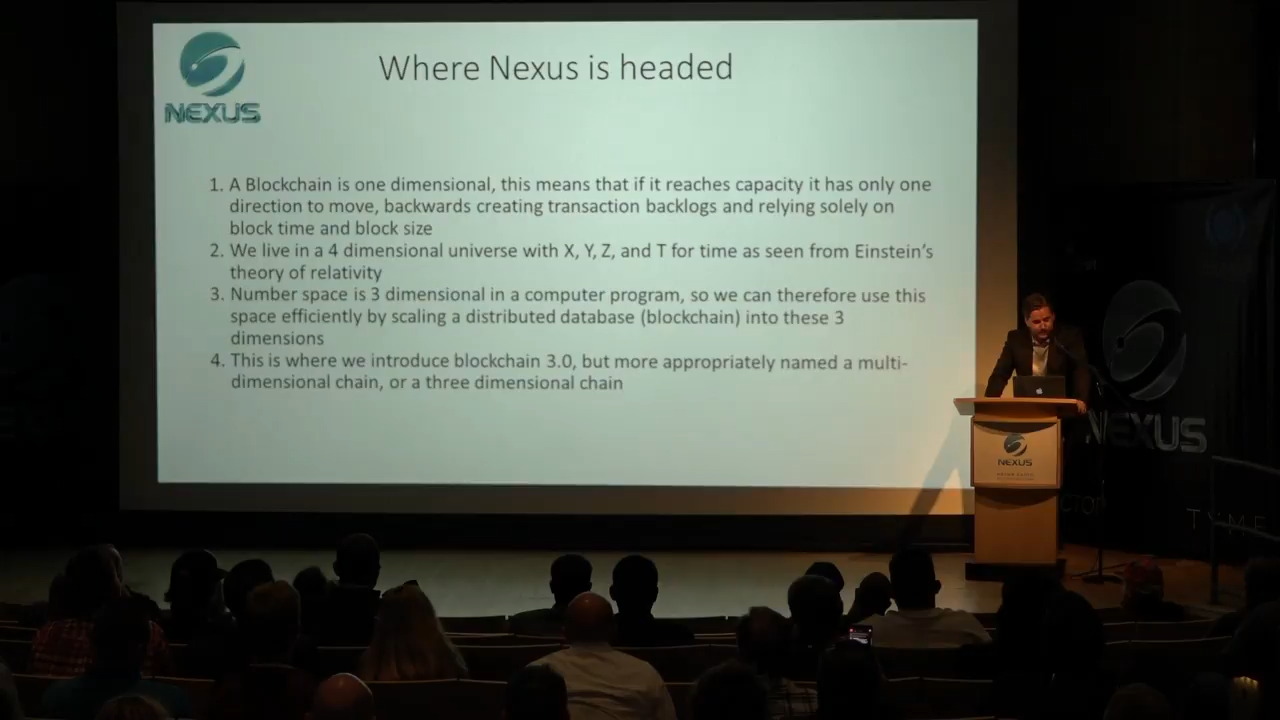 Where Nexus is headed
NEXUS
1. A Blockchain is one dimensional, this means that if it reaches capacity it has only one
direction to move, backwards creating transaction backlogs and relying solely on
block time and block size
2. We live in a 4 dimensional universe with X, Y, Z, and T for time as seen from Einstein's
theory of relativity
3. Number space is 3 dimensional in a computer program, so we can therefore use this
space efficiently by scaling a distributed database (blockchain) into these 3
dimensions
4. This is where we introduce blockchain 3.0, but more appropriately named a multi-
dimensional chain, or a three dimensional chain
NEXUS
NEXUS